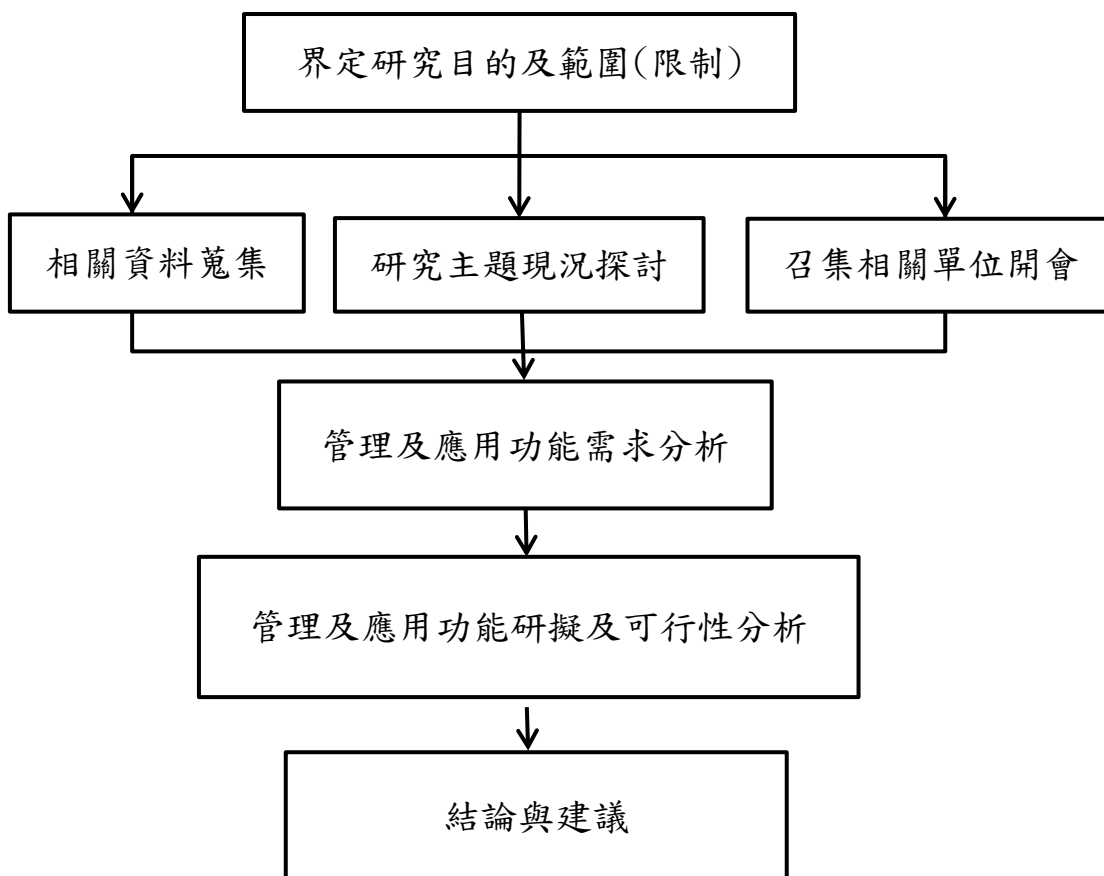 界定研究目的及範圍(限制)
相關資料蒐集
研究主題現況探討
召集相關單位開會
管理及應用功能需求分析
管理及應用功能研擬及可行性分析
結論與建議